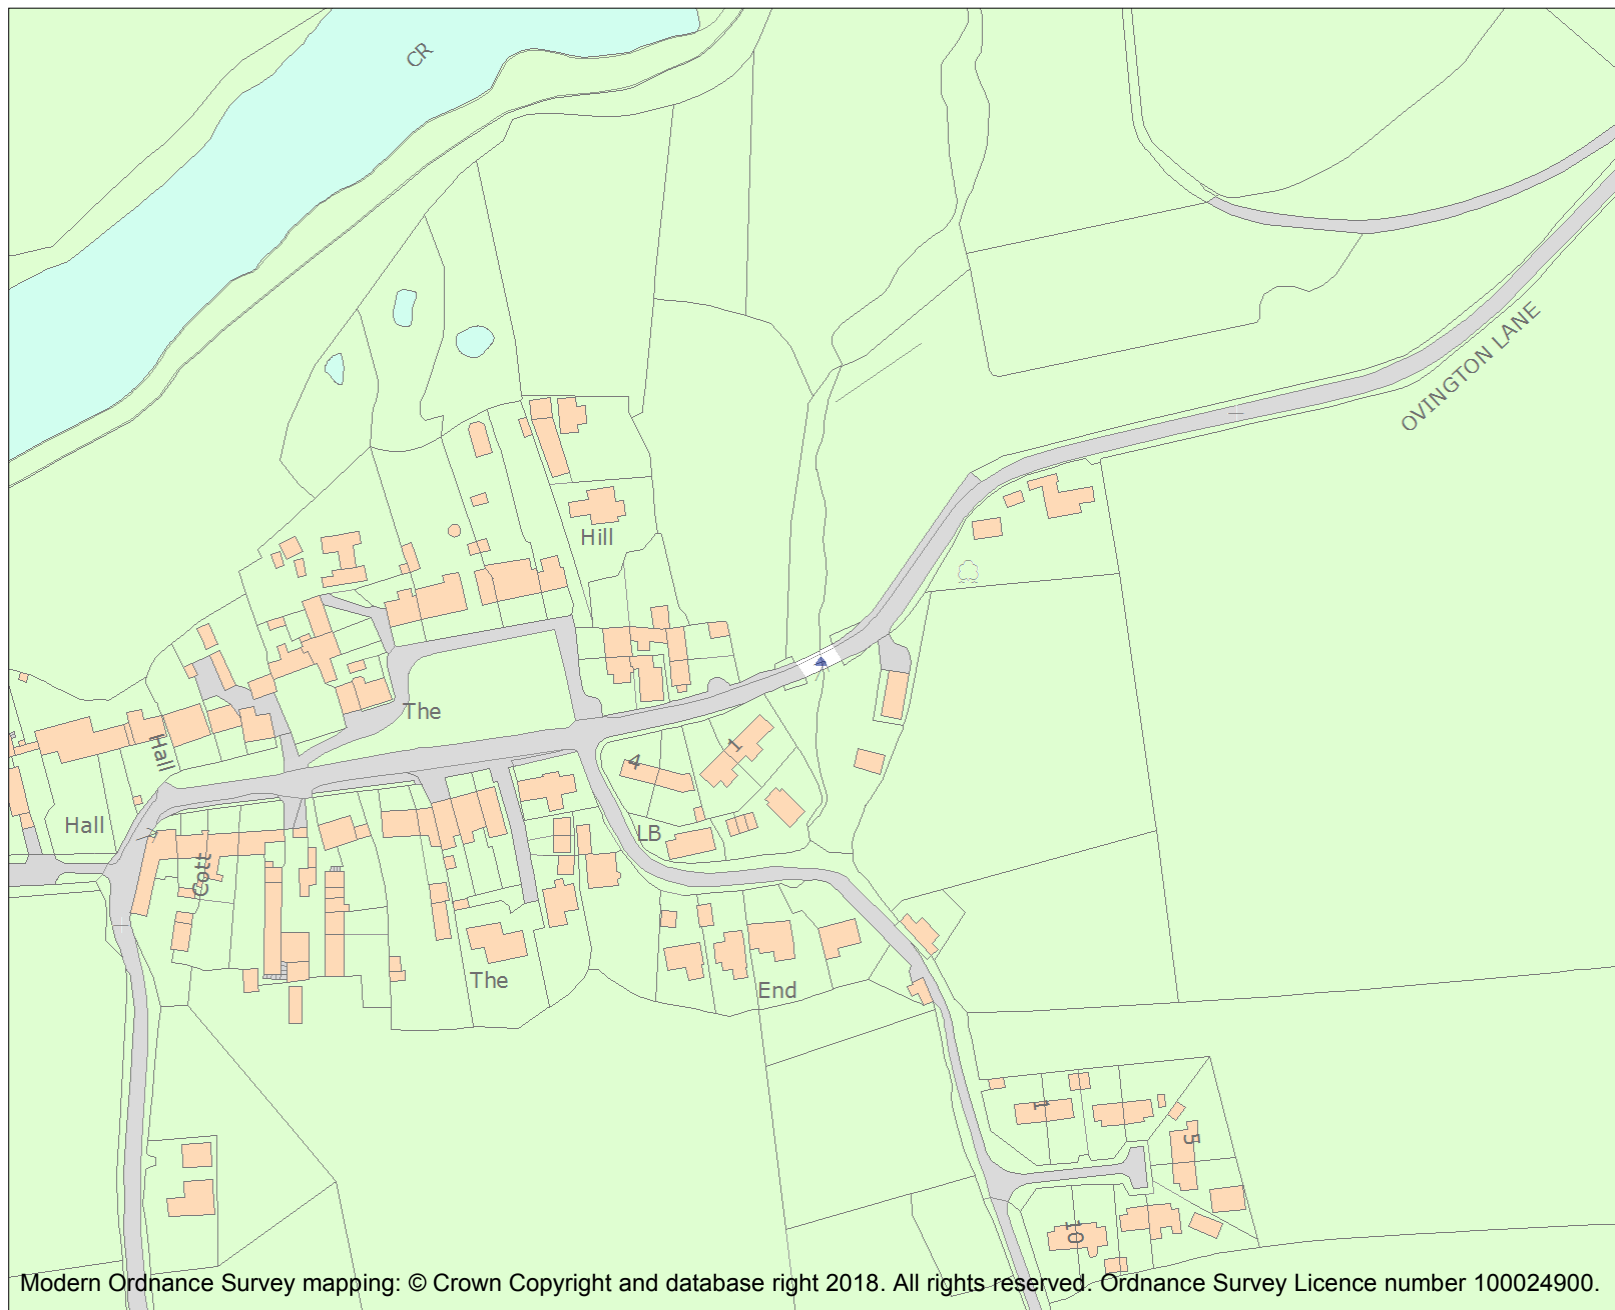 CR
OVINGTON LANE
Hill
The
Hall
4
1
Hall
LB
Cott
The
End
1
5
10
Modern Ordnance Survey mapping: © Crown Copyright and database right 2018. All rights reserved. Ordnance Survey Licence number 100024900.